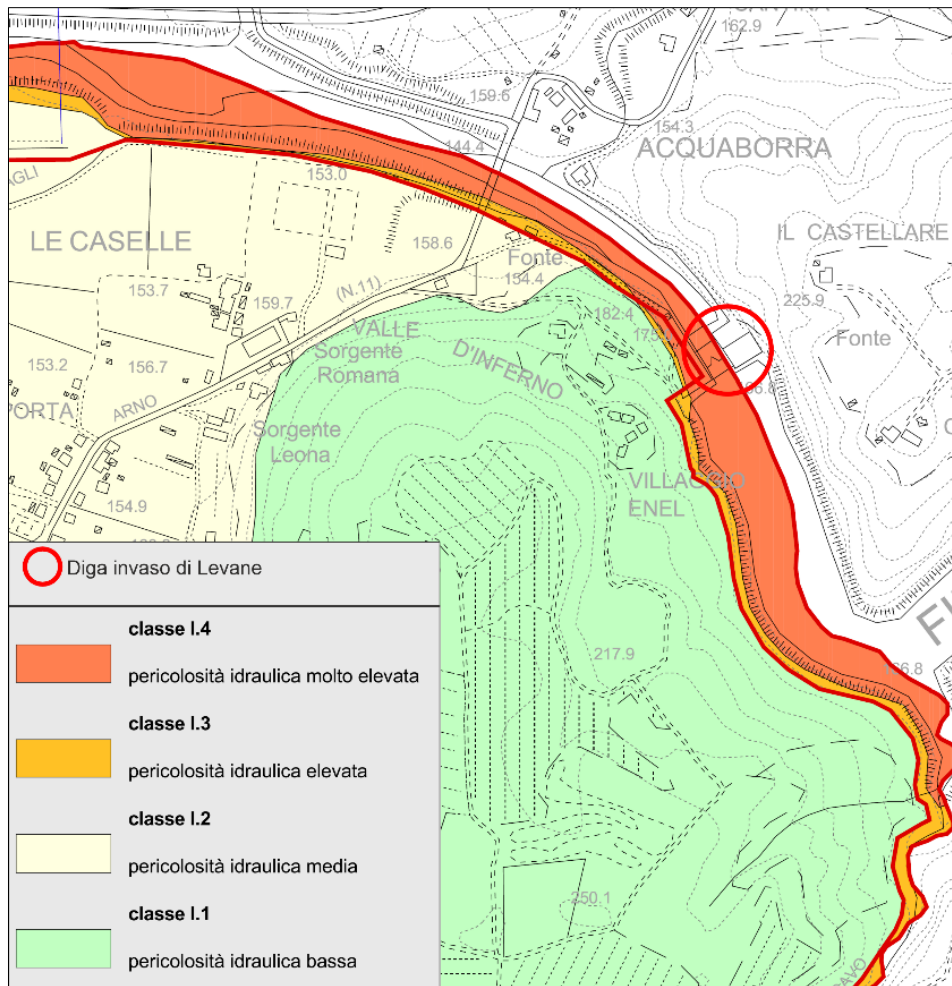 162.9
159.6
154.3
ACQUABORRA
144.4
153.0
AGLI
LE CASELLE
158.6
IL CASTELLARE
Fonte
154.4
153.7
(N.11)
225.9
159.7
182.4
VALLE
Fonte
Sorgente
Romana
D'INFERNO
153.2
156.7
PORTA
ARNO
Sorgente
Leona
VILLAGGIO
ENEL
154.9
Diga invaso di Levane
classe I.4
pericolosità idraulica molto elevata
217.9
classe I.3
pericolosità idraulica elevata
classe I.2
pericolosità idraulica media
classe I.1
250.1
pericolosità idraulica bassa